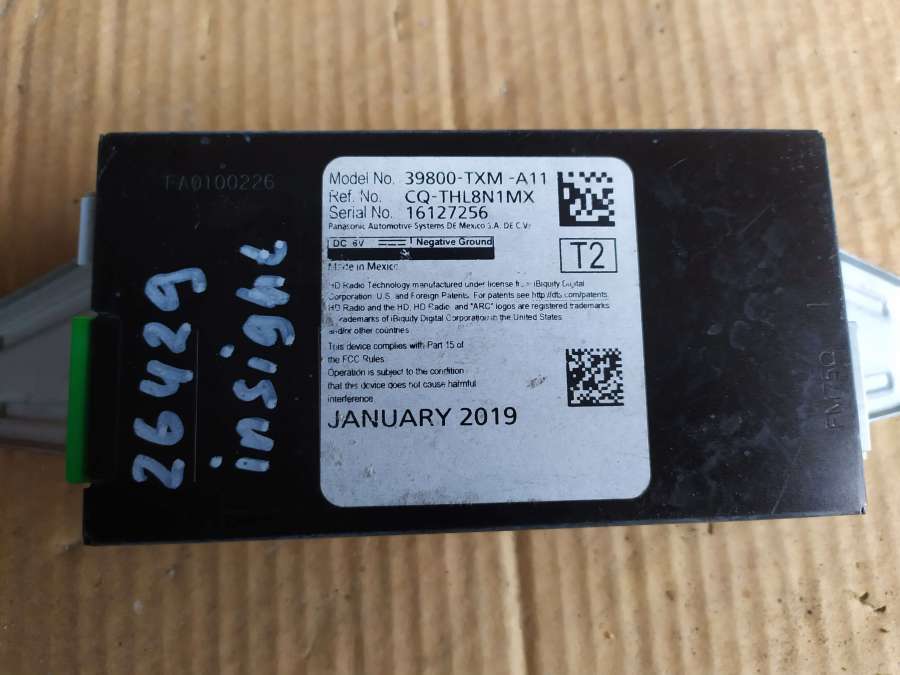 FA0100226
26429
insight
Model No. 39800-TXM -A11
Ref. No. CQ-THL8N1MX
Serial No. 16127256
Panasonic Automotive Systems DE Mexico S.A. DE C.V.
DC 6V Negative Ground
T2
Made in Mexico
HD Radio Technology manufactured under license from iBiquity Digital
Corporation. U.S. and Foreign Patents. For patents see http://dts.com/patents.
HD Radio and the HD, HD Radio, and "ARC" logos are registered trademarks
trademarks of iBiquity Digital Corporation in the United States
and/or other countries
This device complies with Part 15 of
the FCC Rules.
Operation is subject to the condition
that this device does not cause harmful
interference.
JANUARY 2019